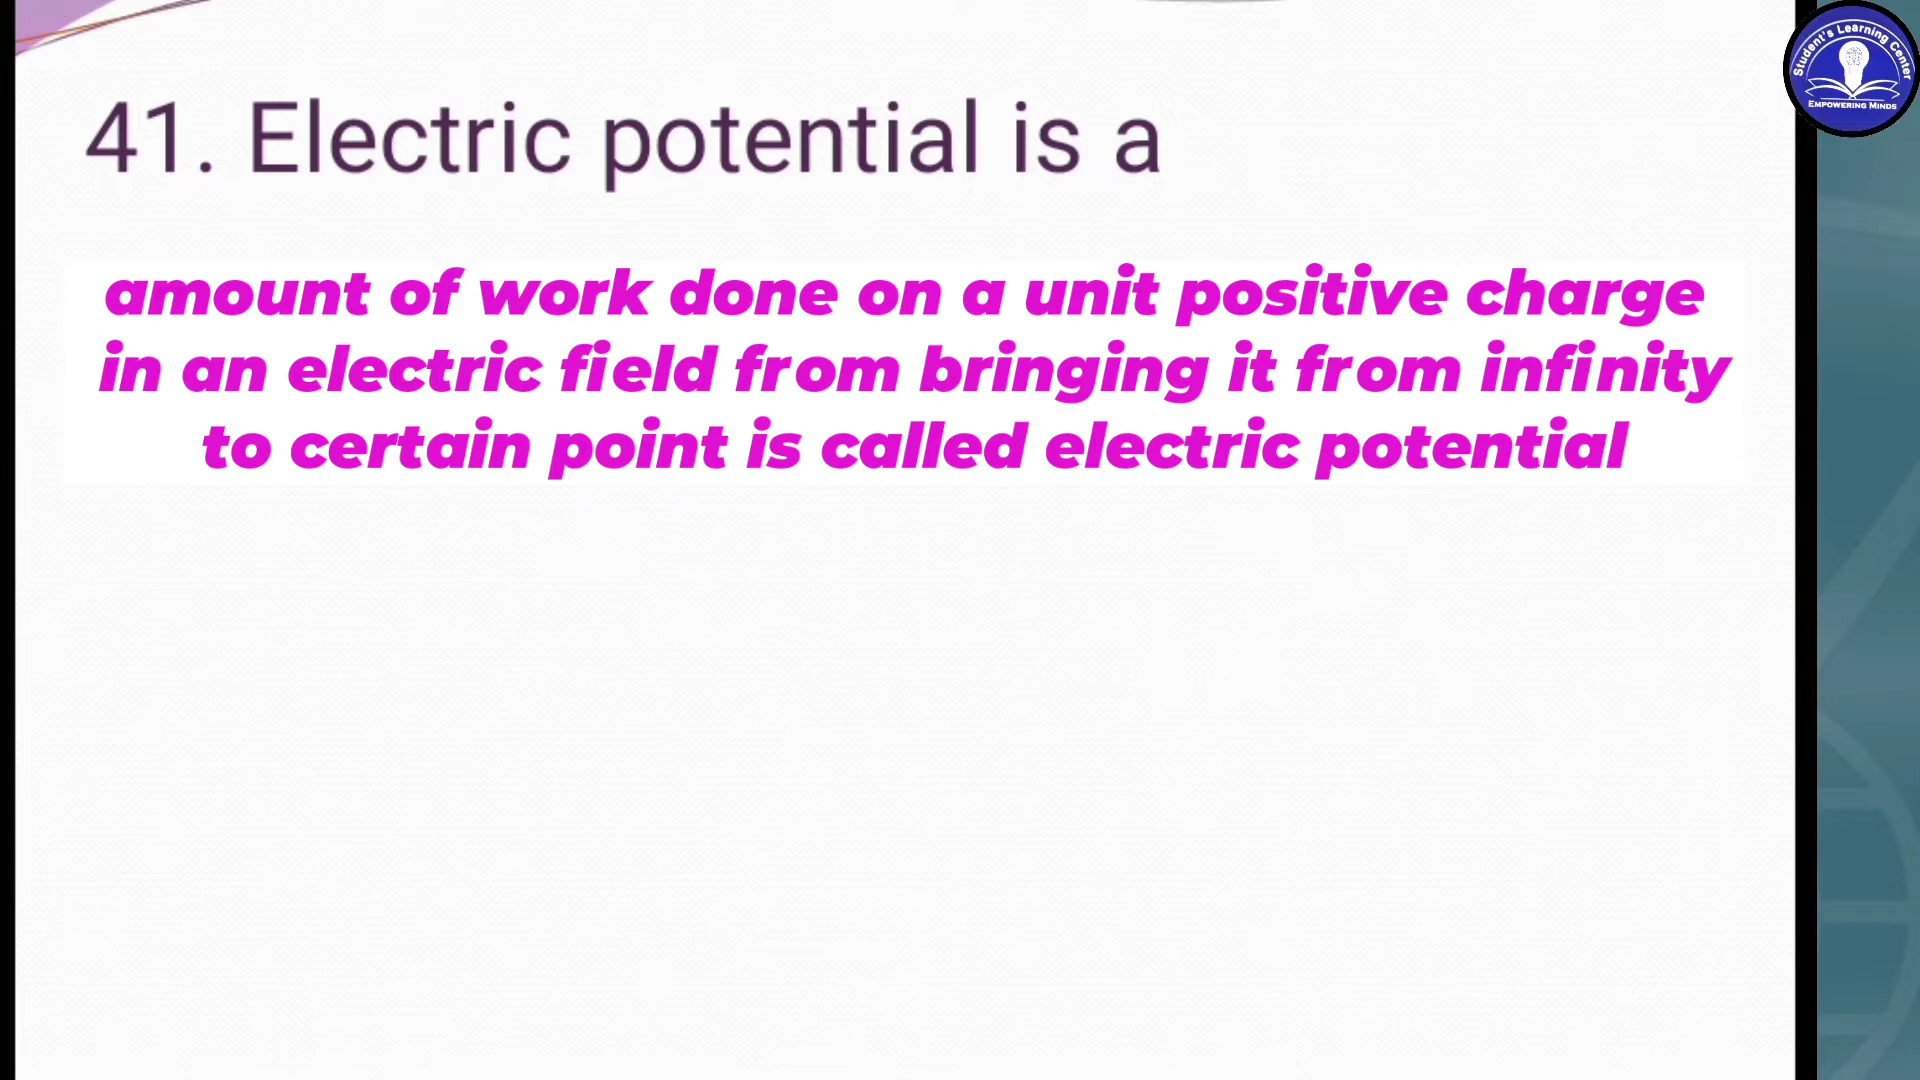 41. Electric potential is a
amount of work done on a unit positive charge
in an electric field from bringing it from infinity
to certain point is called electric potential
Student's Learning Center
EMPOWERING MINDS